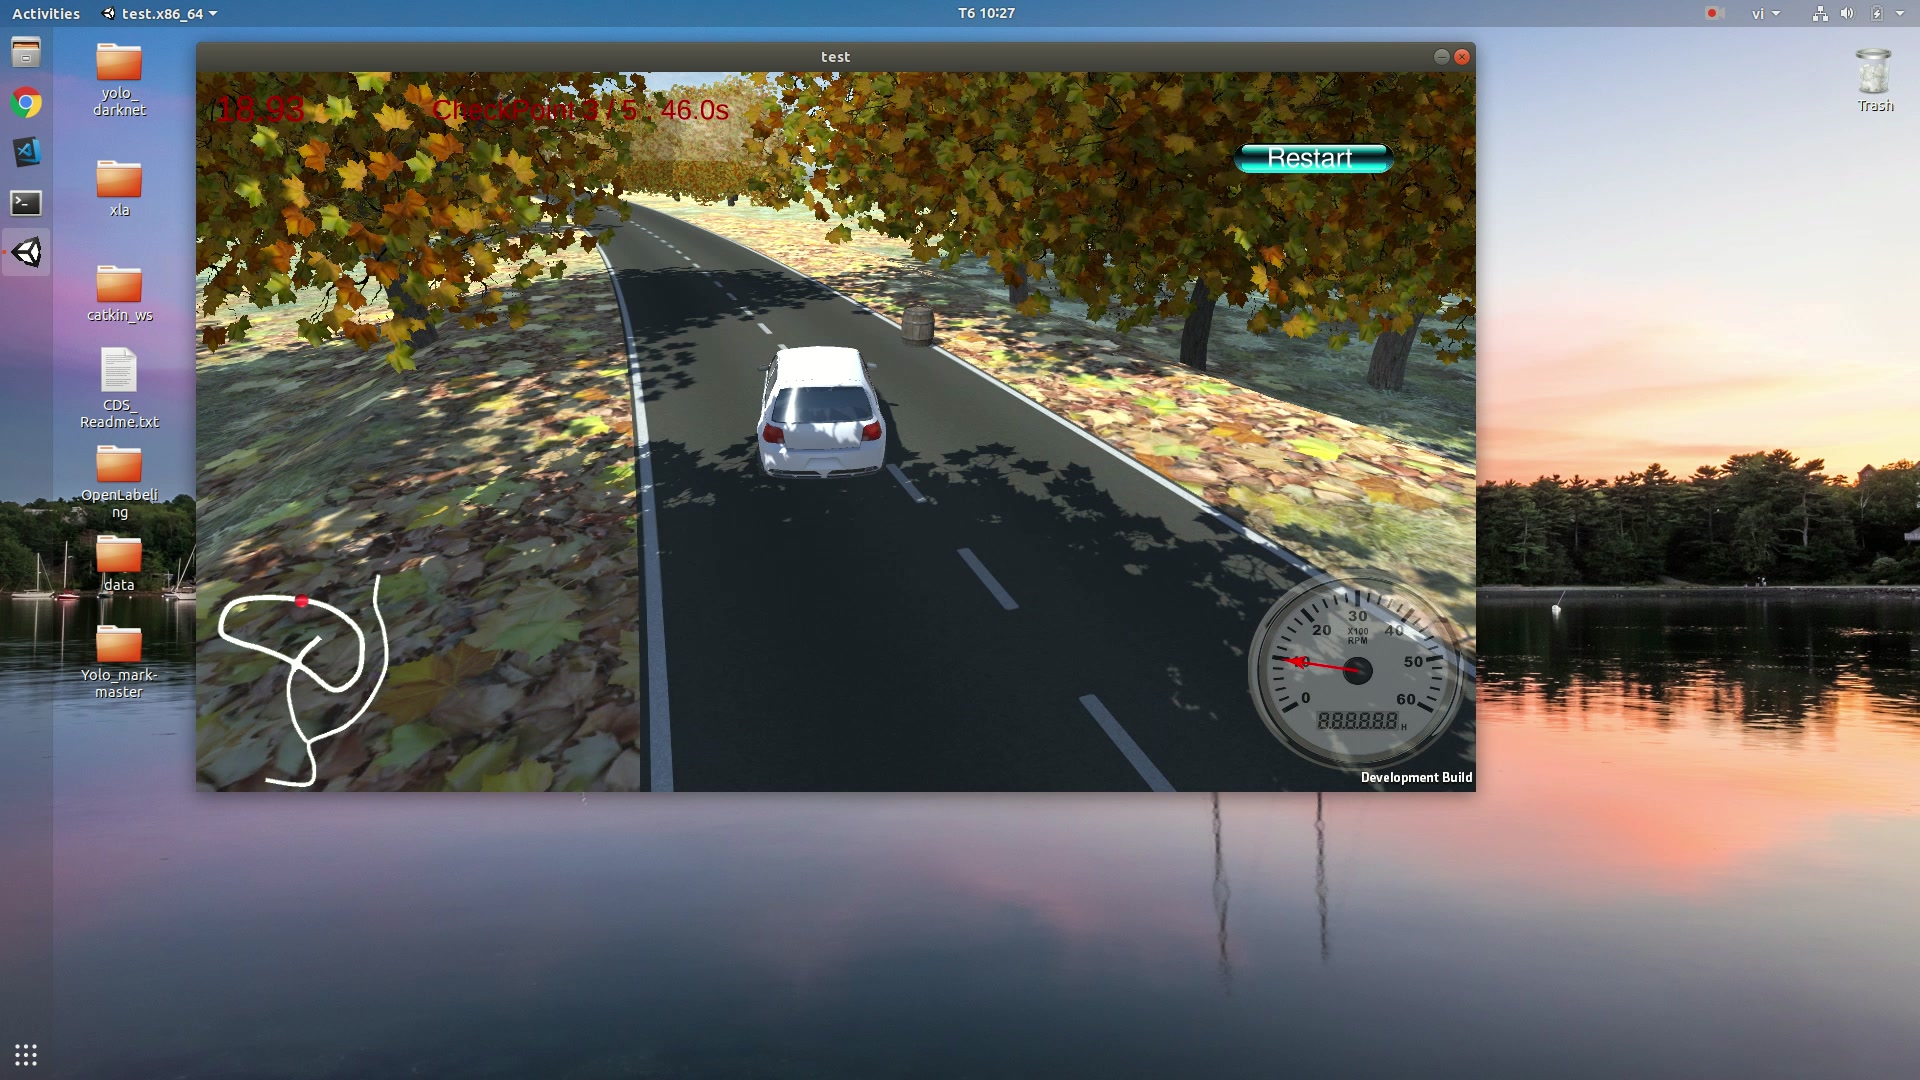 Activities
test.x86_64
T6 10:27
vi
test
yolo_
darknet
xla
catkin_ws
CDS_
Readme.txt
OpenLabeli
ng
data
Yolo_mark-
master
Trash
18.93
CheckPoint 3 / 5 : 46.0s
Restart
30
20
X100
40
RPM
10
50
0
60
888888 H
Development Build